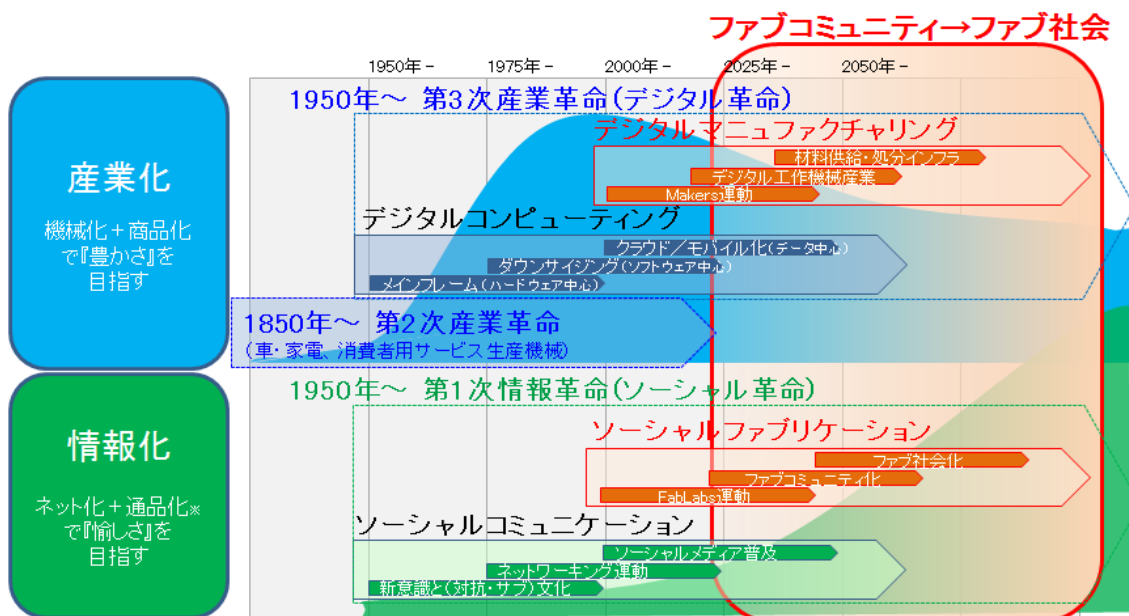 ファブコミュニティ→ファブ社会
1950年－ 1975年－ 2000年－ 2025年－ 2050年－
産業化
機械化＋商品化
で『豊かさ』を
目指す
1950年～ 第3次産業革命(デジタル革命)
デジタルマニュファクチャリング
材料供給・処分インフラ
デジタル工作機械産業
Makers運動
デジタルコンピューティング
クラウド／モバイル化(データ中心)
ダウンサイジング(ソフトウェア中心)
メインフレーム(ハードウェア中心)
1850年～ 第2次産業革命
(車・家電、消費者用サービス生産機械)
情報化
ネット化＋通品化※
で『愉しさ』を
目指す
1950年～ 第1次情報革命(ソーシャル革命)
ソーシャルファブリケーション
ファブ社会化
ファブコミュニティ化
FabLabs運動
ソーシャルコミュニケーション
ソーシャルメディア普及
ネットワーキング運動
新意識と(対抗・サブ)文化